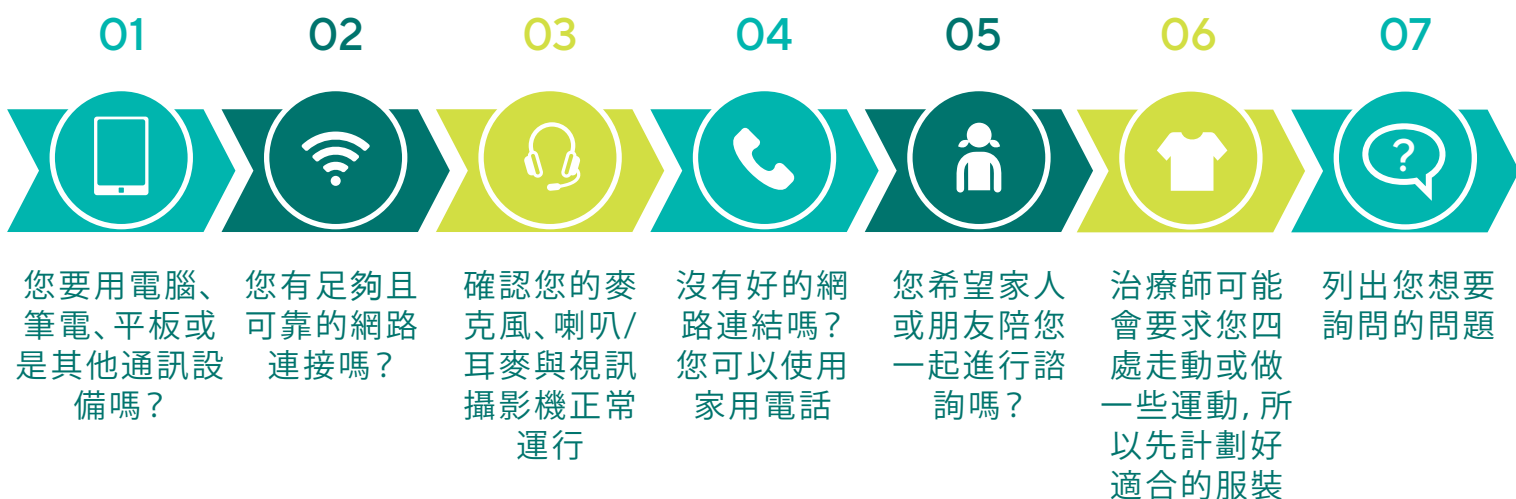 01
02
03
04
05
06
07
?
您要用電腦、
筆電、平板或
是其他通訊設
備嗎？
您有足夠且
可靠的網路
連接嗎？
確認您的麥
克風、喇叭/
耳麥與視訊
攝影機正常
運行
沒有好的網
路連結嗎？
您可以使用
家用電話
您希望家人
或朋友陪您
一起進行諮
詢嗎？
治療師可能
會要求您四
處走動或做
一些運動，所
以先計劃好
適合的服裝
列出您想要
詢問的問題